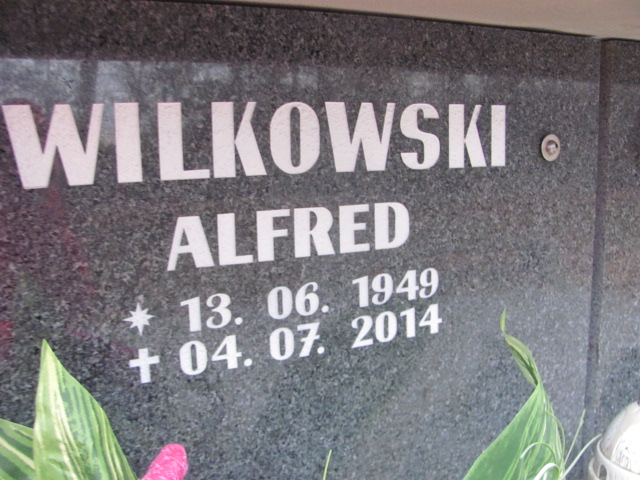 WILKOWSKI
ALFRED
* 13. 06. 1949
✝ 04. 07. 2014